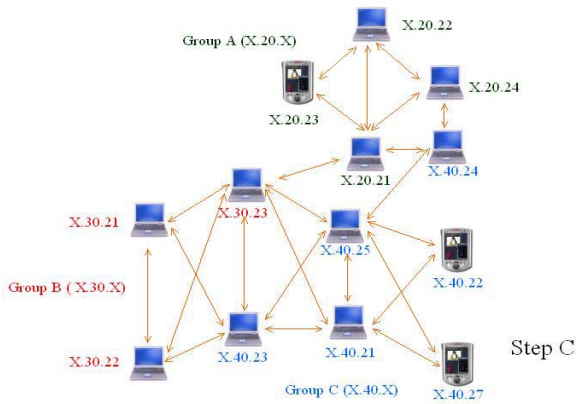 X.20.22
Group A (X.20.X)
X.20.24
X.20.23
X.40.24
X.20.21
X.30.21
X.30.23
X.40.25
X.40.22
Group B ( X.30.X)
X.30.22
X.40.23
X.40.21
Step C
Group C (X.40.X)
X.40.27